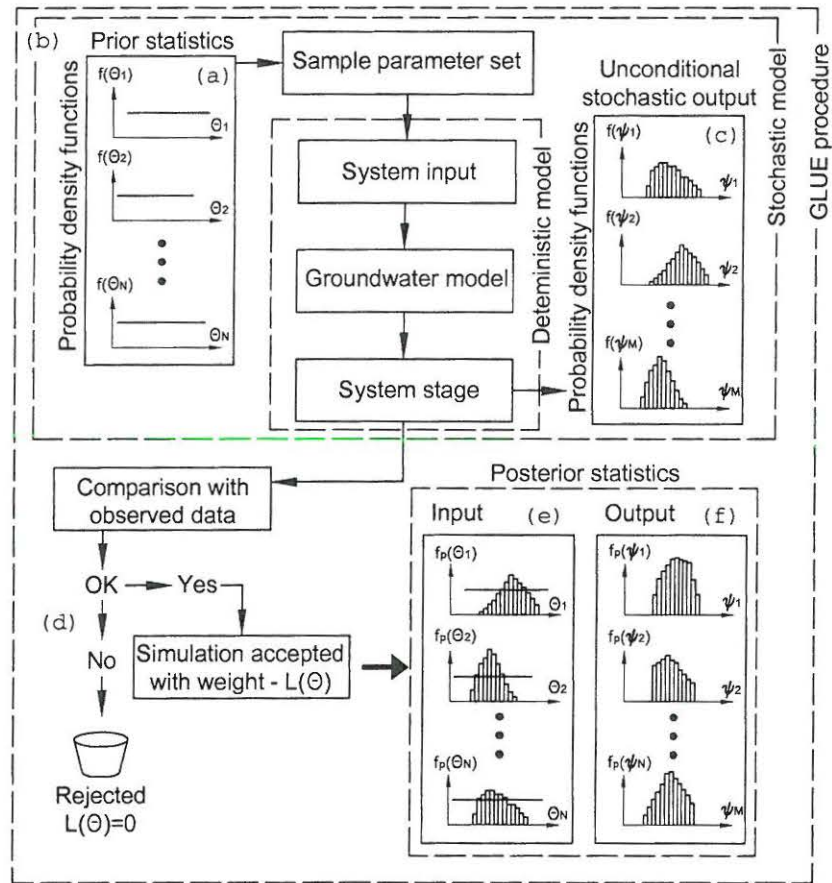 (b)
Prior statistics
Probability density functions
(a)
f(Θ1)
Θ1
f(Θ2)
Θ2
f(ΘN)
ΘN
Sample parameter set
System input
Groundwater model
System stage
Deteministic model
Unconditional
stochastic output
Probability density functions
(c)
f(ψ1)
ψ1
f(ψ2)
ψ2
f(ψM)
ψM
Stochastic model
GLUE procedure
Comparison with
observed data
OK
Yes
(d)
No
Simulation accepted
with weight - L(Θ)
Rejected
L(Θ)=0
Posterior statistics
Input
(e)
fp(Θ1)
Θ1
fp(Θ2)
Θ2
fp(ΘN)
ΘN
Output
(f)
fp(ψ1)
ψ1
fp(ψ2)
ψ2
fp(ψN)
ψM